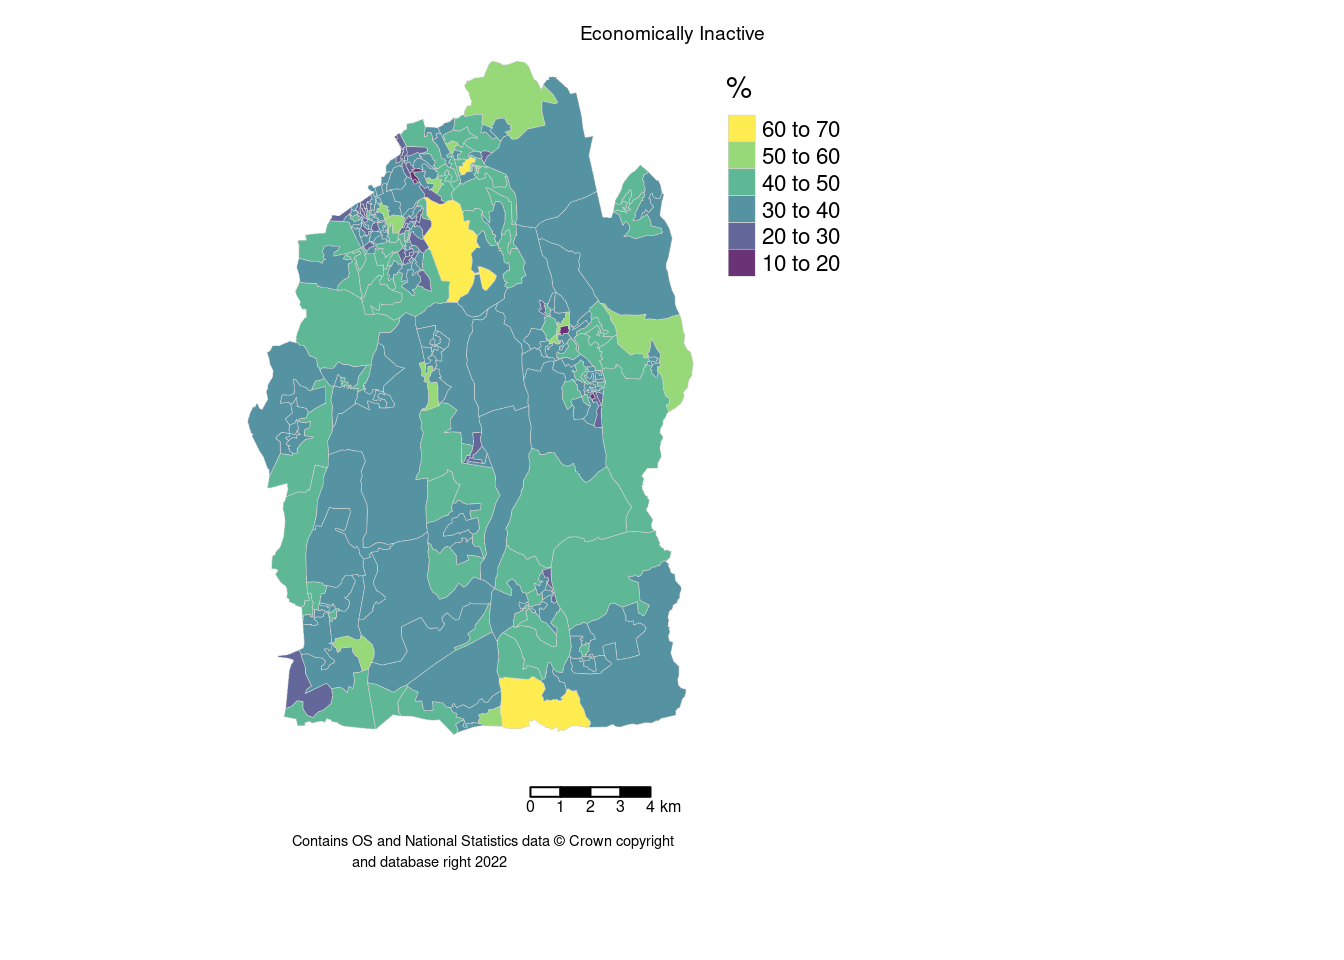 Economically Inactive
%
60 to 70
50 to 60
40 to 50
30 to 40
20 to 30
10 to 20
0 1 2 3 4 km
Contains OS and National Statistics data © Crown copyright
and database right 2022